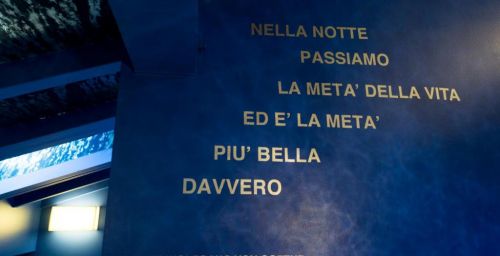 NELLA NOTTE
PASSIAMO
LA META' DELLA VITA
ED E' LA META'
PIU' BELLA
DAVVERO